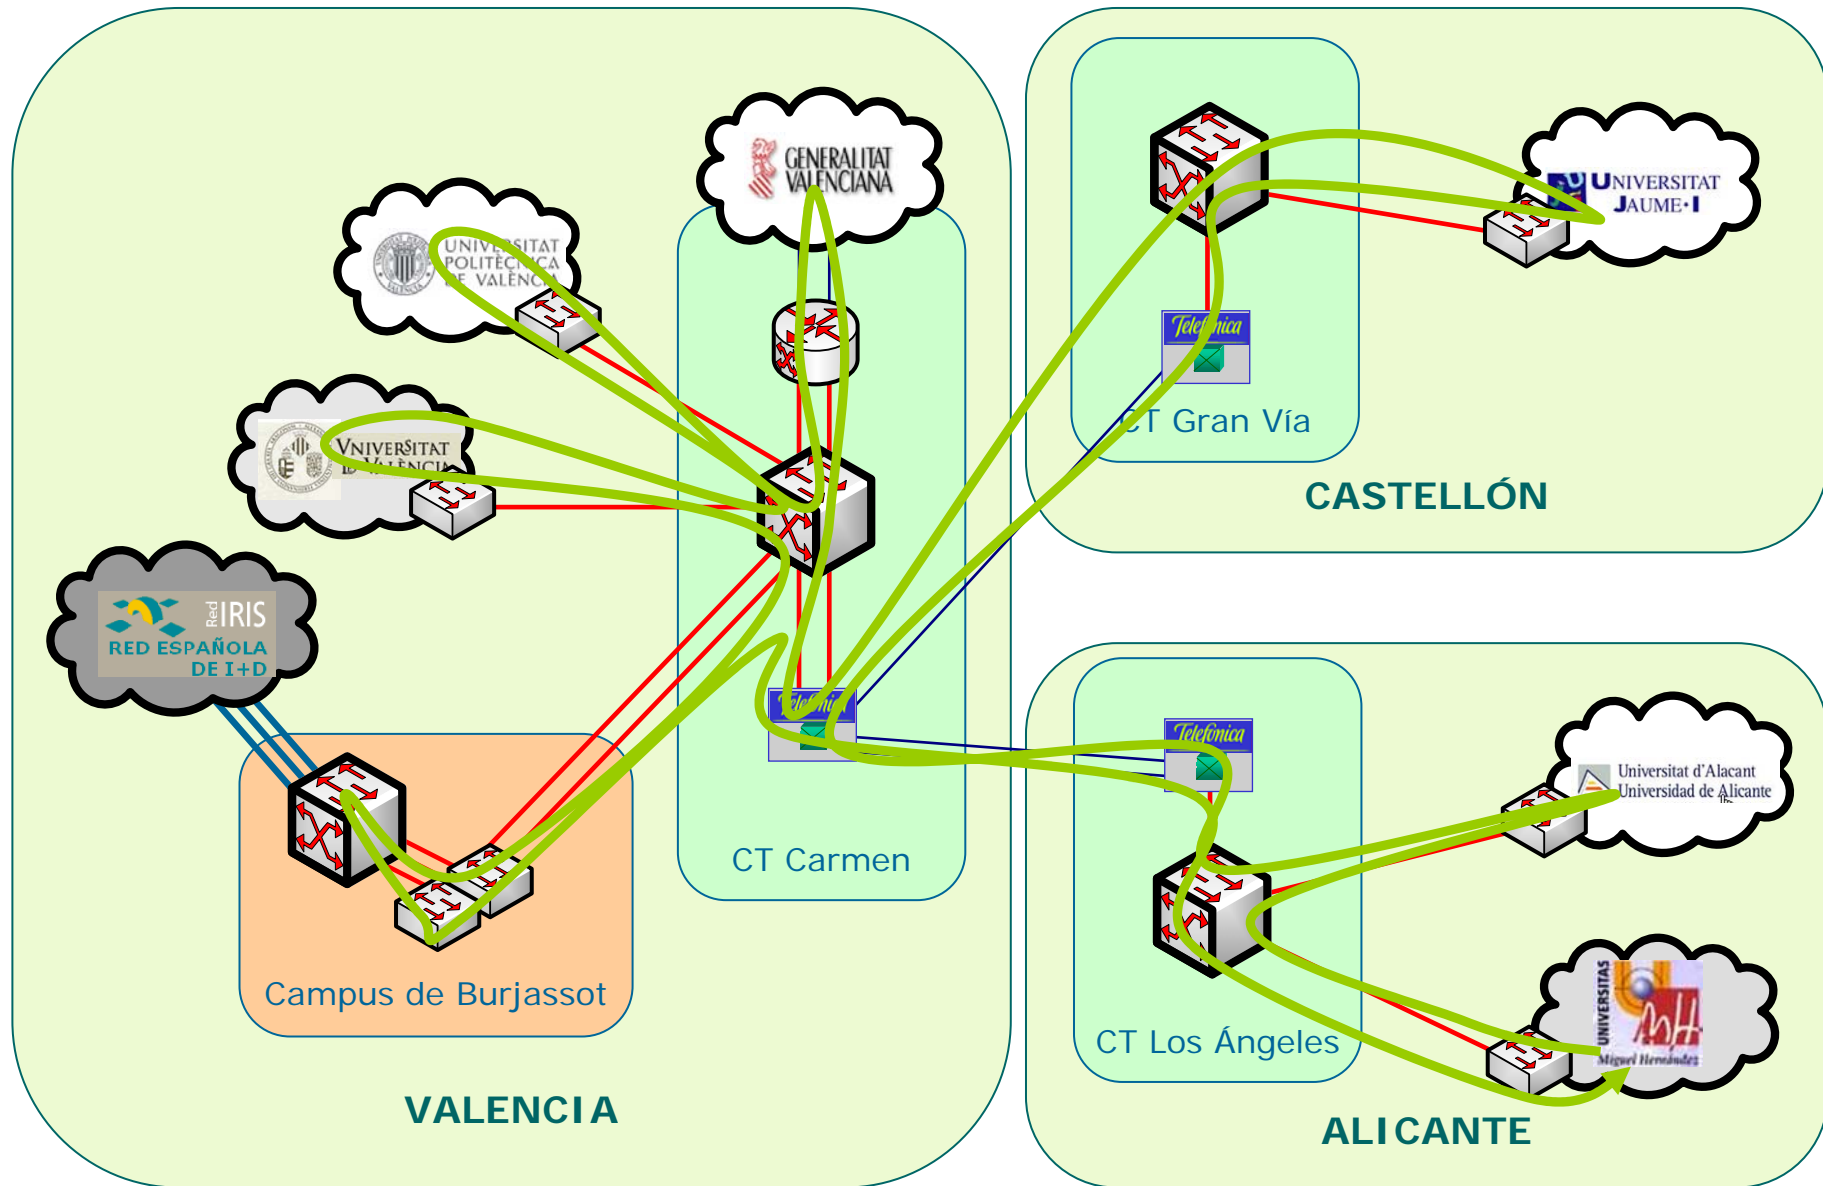 GENERALITAT
VALENCIANA
UNIVERSITAT
POLITÈCNICA
DE VALÈNCIA
VNIVERSITAT
ID VALÈNCIA
Red
IRIS
RED ESPAÑOLA
DE I+D
Telefónica
CT Carmen
Campus de Burjassot
VALENCIA
UNIVERSITAT
JAUME·I
Telefónica
CT Gran Vía
CASTELLÓN
Telefónica
Universitat d'Alacant
Universidad de Alicante
UNIVERSITAS
Miguel Hernández
CT Los Ángeles
ALICANTE